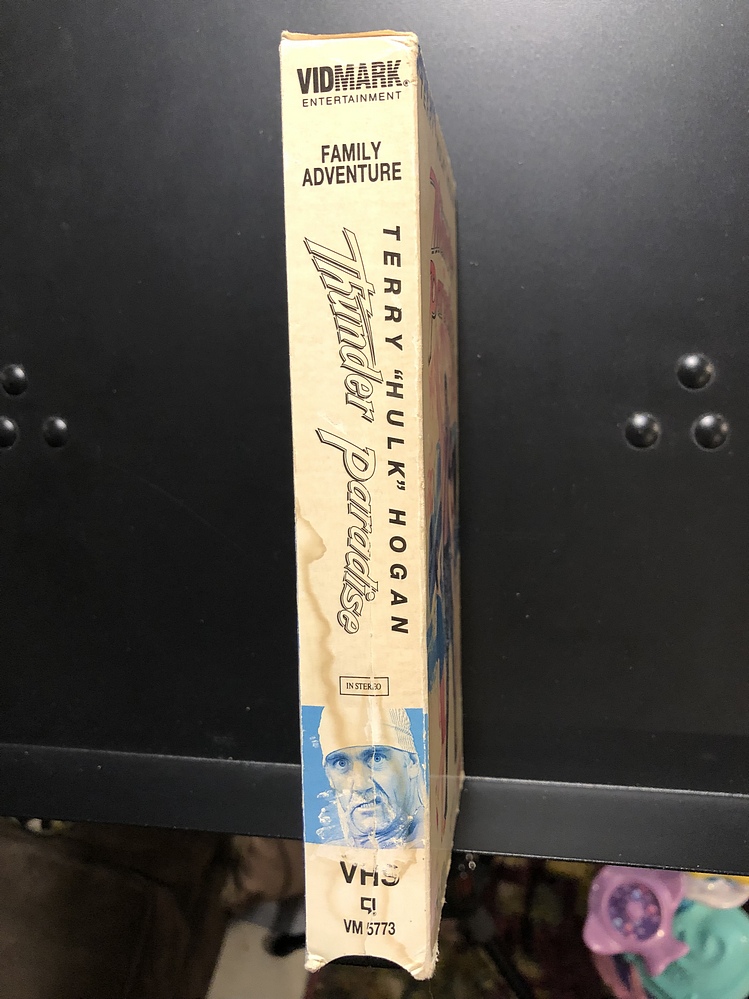 VIDMARK®
ENTERTAINMENT
FAMILY
ADVENTURE
TERRY "HULK" HOGAN
Thunder Paradise
IN STEREO
VHS
VM 5773